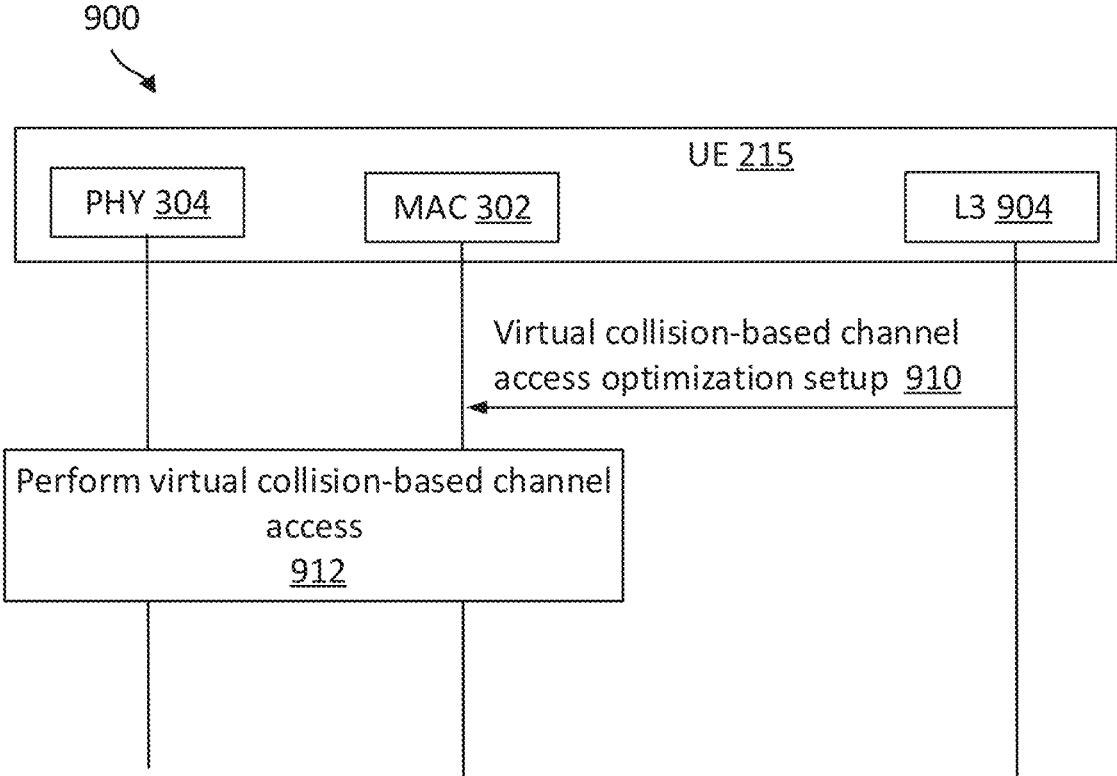 900
UE 215
PHY 304
MAC 302
L3 904
Virtual collision-based channel
access optimization setup 910
Perform virtual collision-based channel
access
912